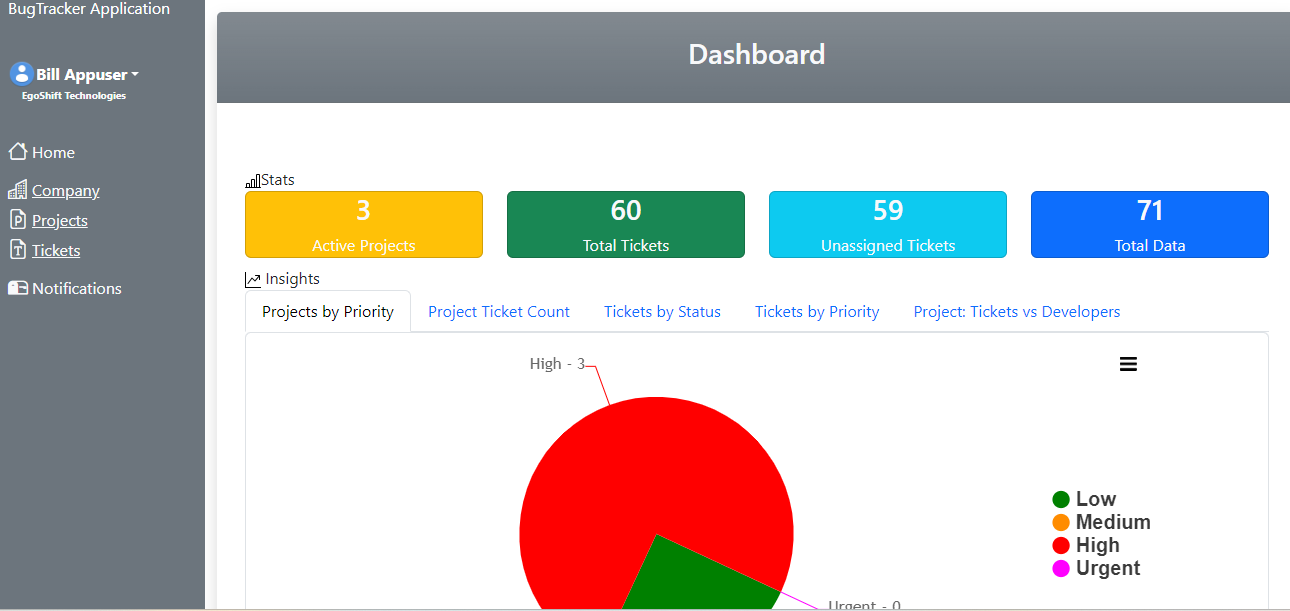 BugTracker Application
Bill Appuser
EgoShift Technologies
Home
Company
Projects
Tickets
Notifications
Dashboard
Stats
3
Active Projects
60
Total Tickets
59
Unassigned Tickets
71
Total Data
Insights
Projects by Priority
Project Ticket Count
Tickets by Status
Tickets by Priority
Project: Tickets vs Developers
High - 3
Low
Medium
High
Urgent
Urgent - 0